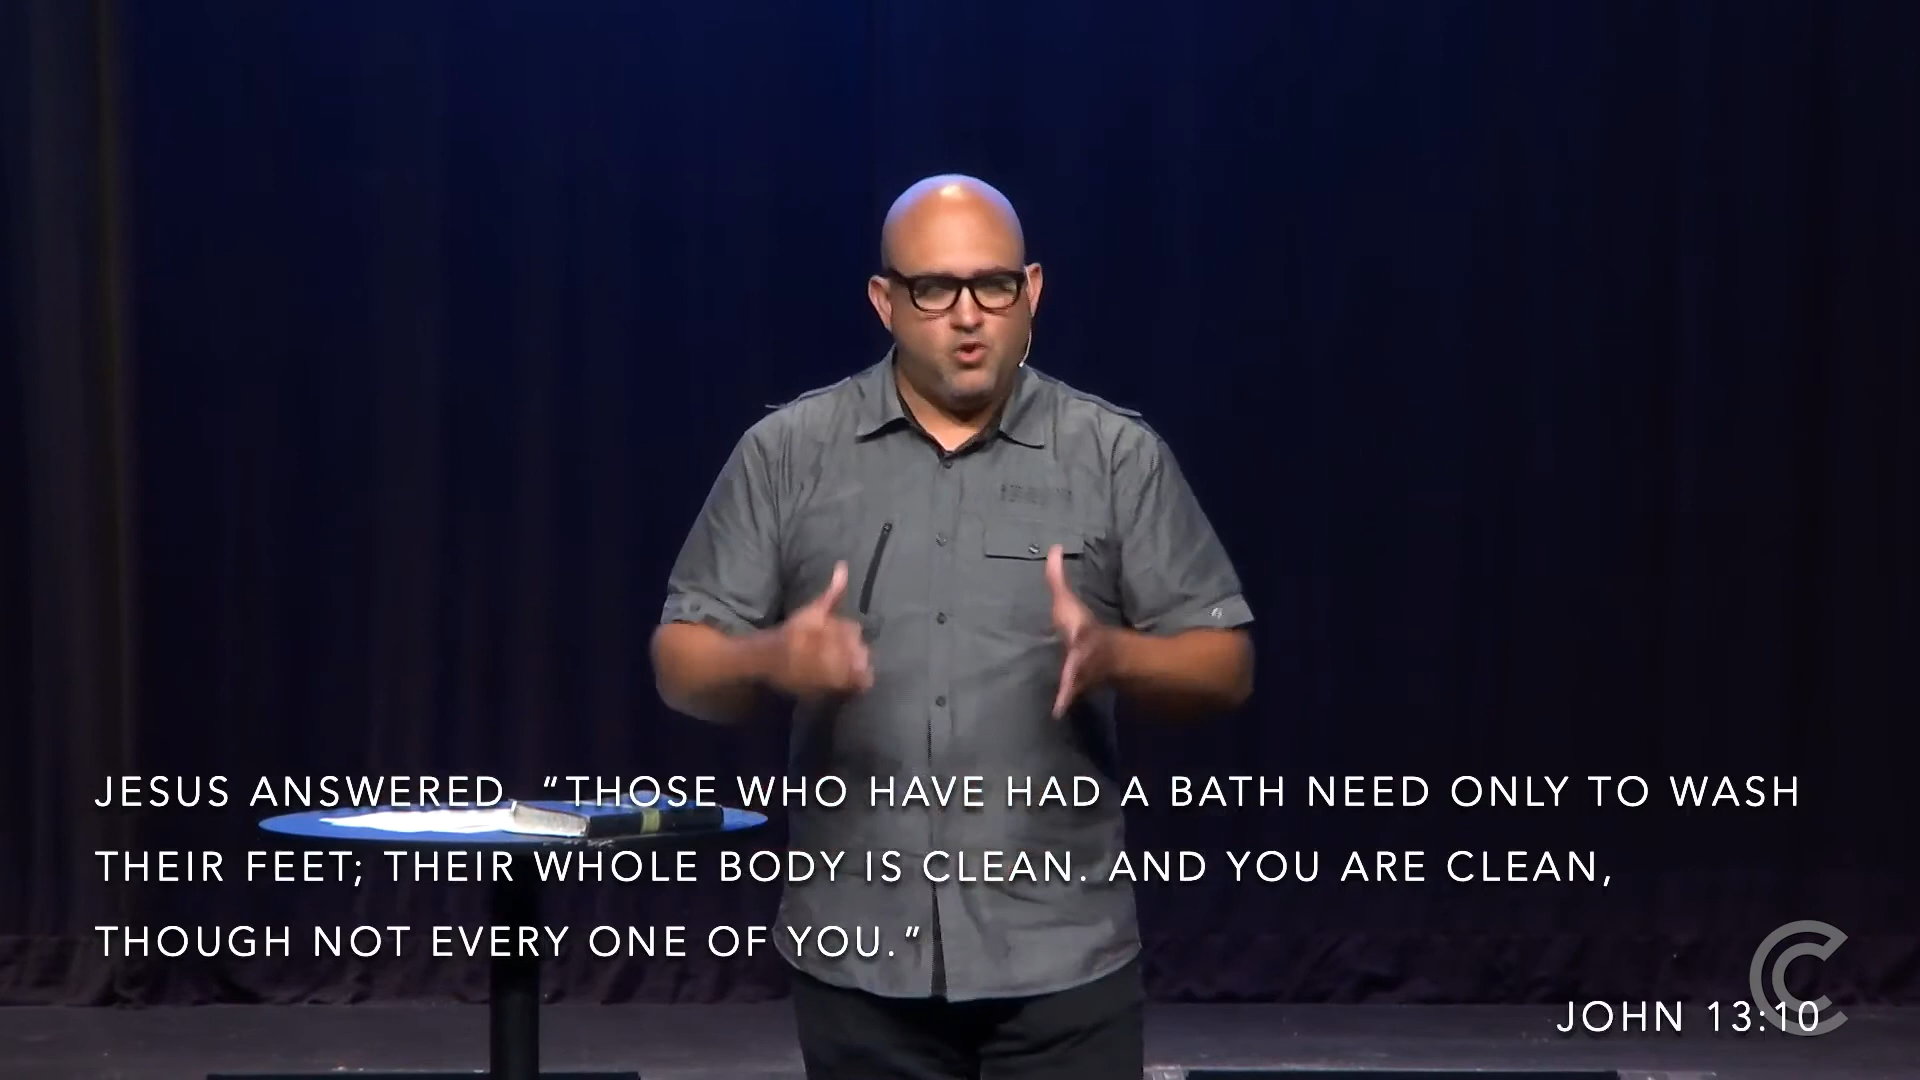 JESUS ANSWERED, “THOSE WHO HAVE HAD A BATH NEED ONLY TO WASH
THEIR FEET; THEIR WHOLE BODY IS CLEAN. AND YOU ARE CLEAN,
THOUGH NOT EVERY ONE OF YOU.”
JOHN 13:10